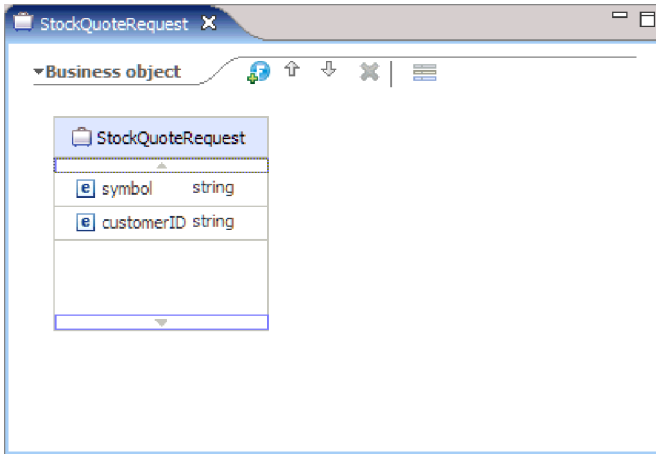 StockQuoteRequest
Business object
StockQuoteRequest
e symbol string
e customerID string